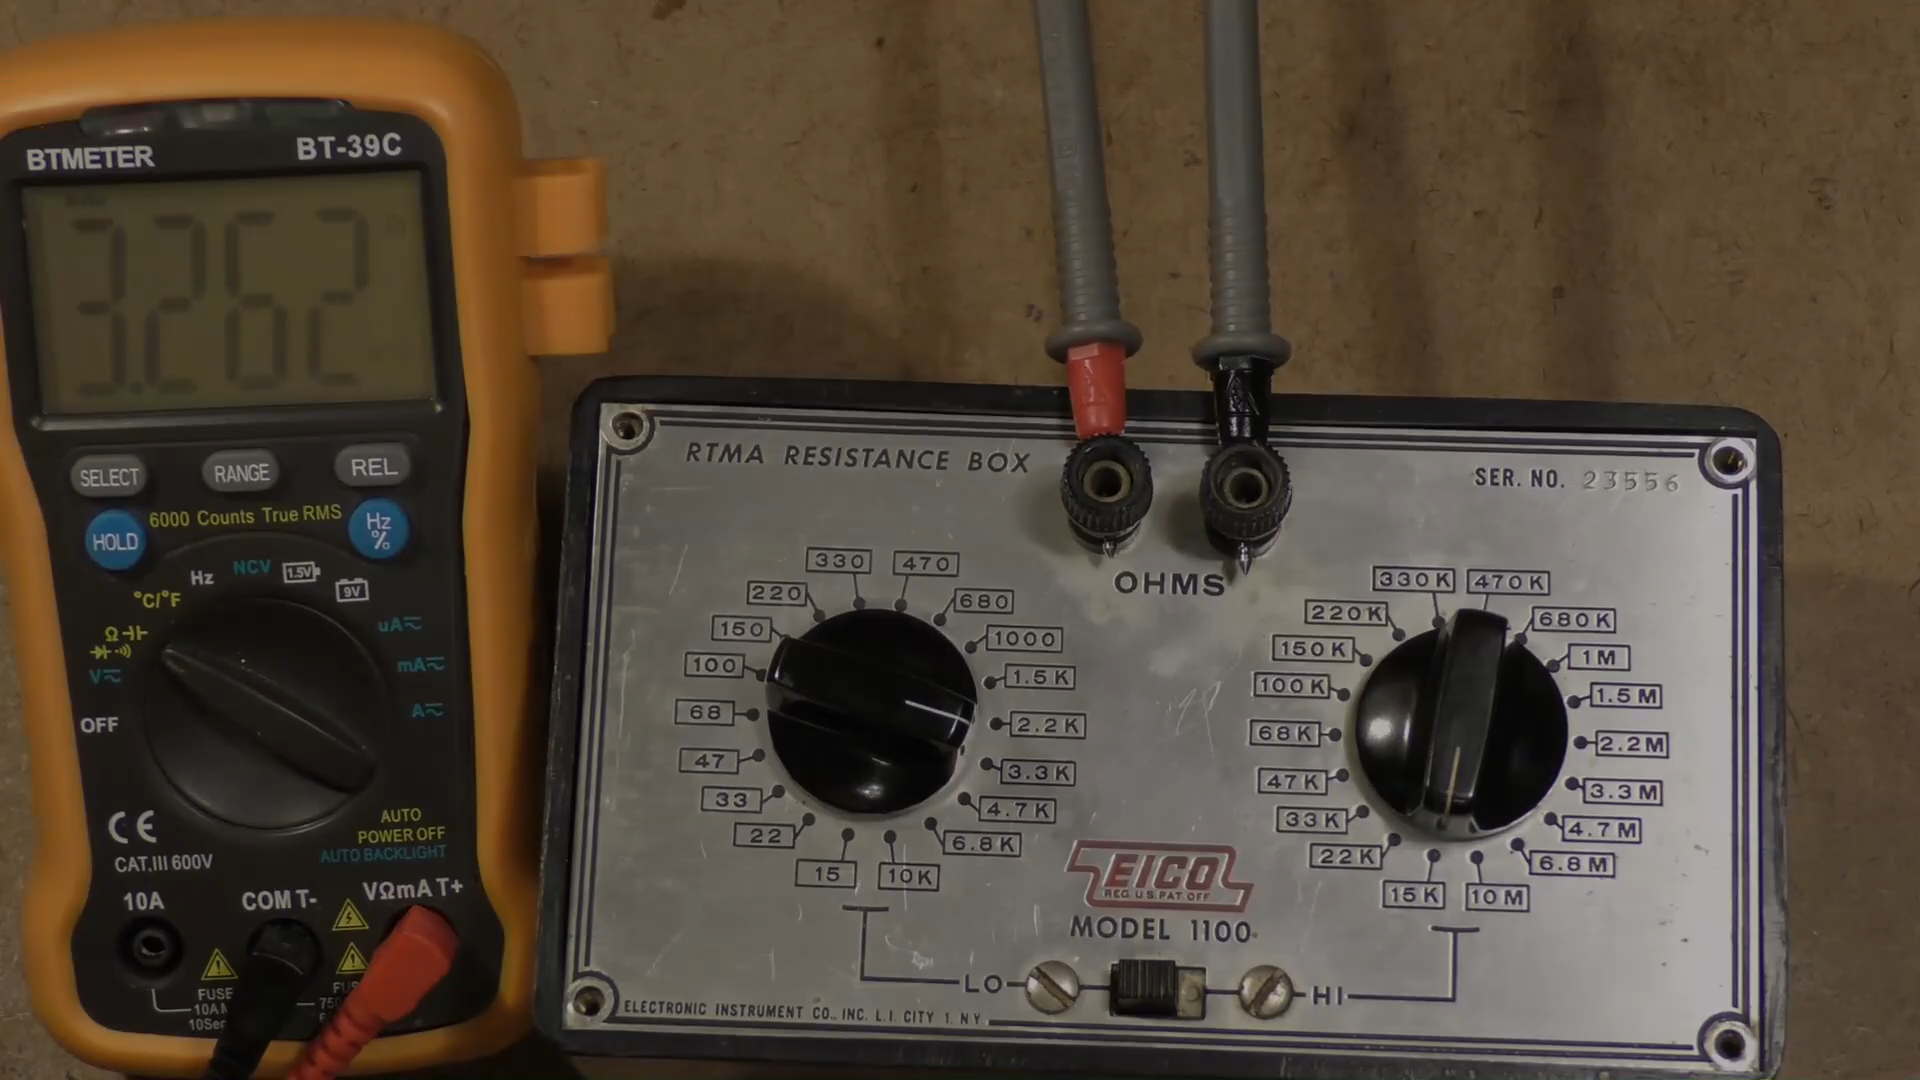 BTMETER
BT-39C
3.262
SELECT
RANGE
REL
6000 Counts True RMS
HOLD
Hz
%
NCV
1.5V
9V
Hz
°C/°F
Ω
V
OFF
uA
mA
A
CE
CAT.III 600V
AUTO
POWER OFF
AUTO BACKLIGHT
10A
COM T-
VΩmA T+
FUSE
RTMA RESISTANCE BOX
SER. NO. 23556
OHMS
330
470
220
680
150
1000
100
1.5K
68
2.2K
47
3.3K
33
4.7K
22
6.8K
15
10K
330K
470K
220K
680K
150K
1M
100K
1.5M
68K
2.2M
47K
3.3M
33K
4.7M
22K
6.8M
15K
10M
EICO
REG. U.S. PAT. OFF
MODEL 1100
LO
HI
ELECTRONIC INSTRUMENT CO., INC. L.I. CITY 1, N.Y.